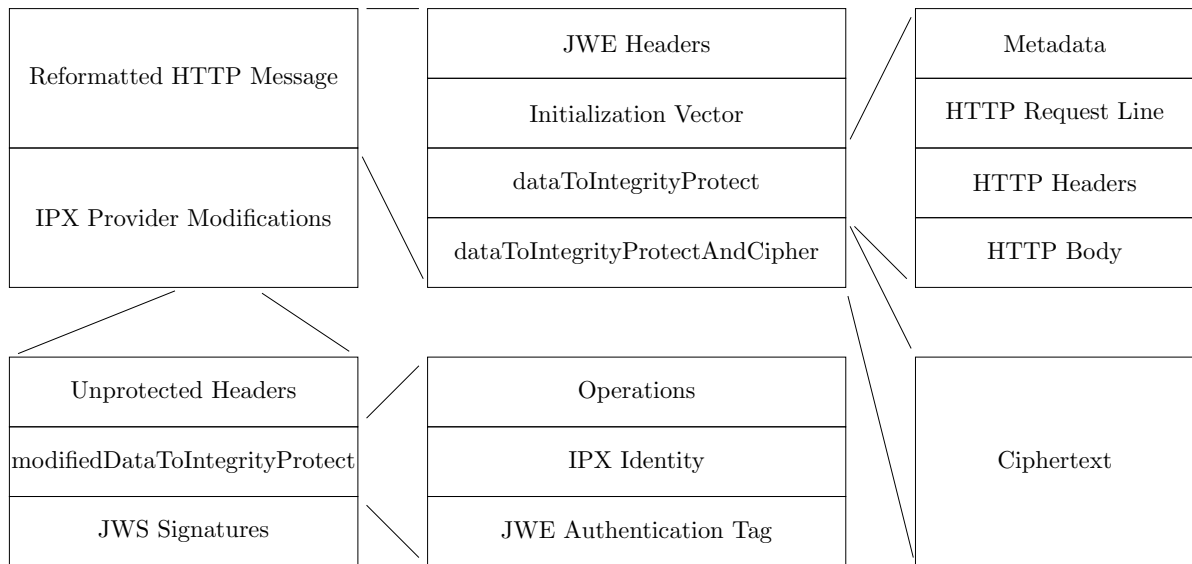 Reformatted HTTP Message
IPX Provider Modifications
JWE Headers
Initialization Vector
dataToIntegrityProtect
dataToIntegrityProtectAndCipher
Metadata
HTTP Request Line
HTTP Headers
HTTP Body
Unprotected Headers
modifiedDataToIntegrityProtect
JWS Signatures
Operations
IPX Identity
JWE Authentication Tag
Ciphertext